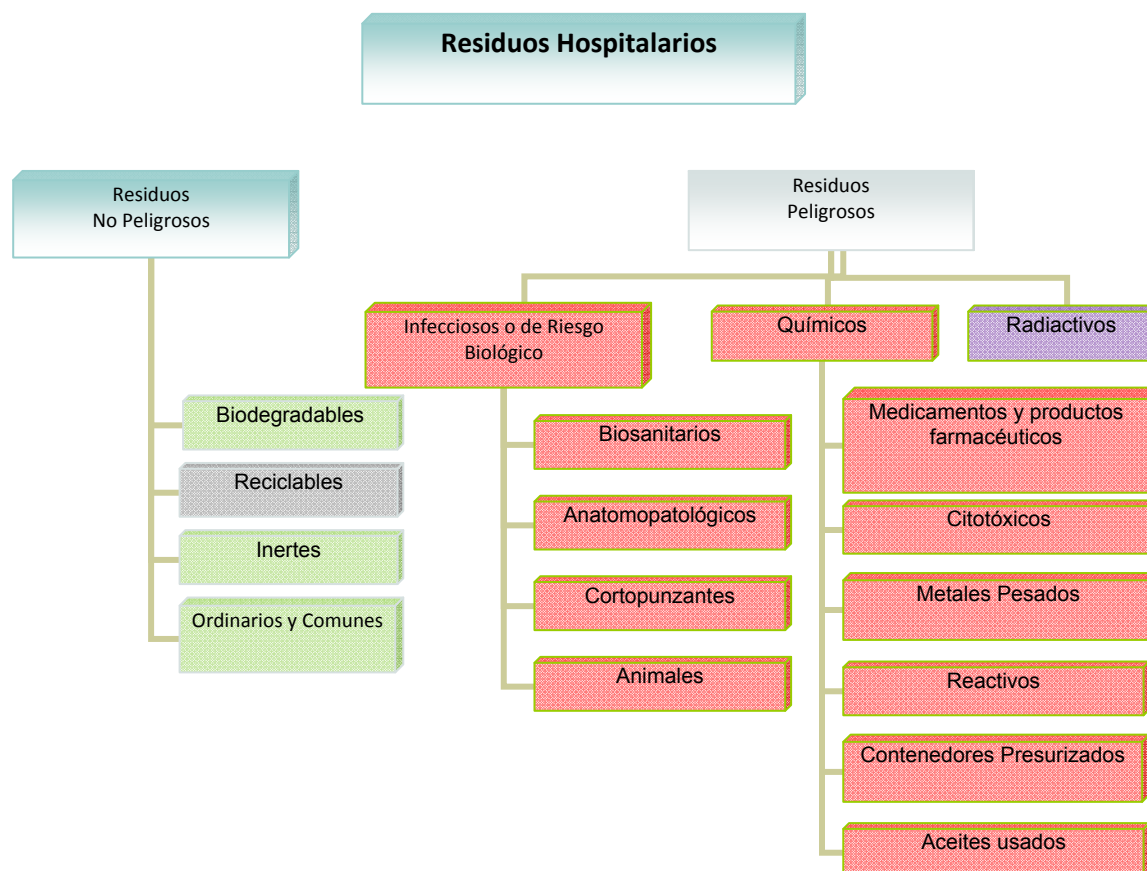 Residuos Hospitalarios
Residuos
No Peligrosos
Biodegradables
Reciclables
Inertes
Ordinarios y Comunes
Residuos
Peligrosos
Infecciosos o de Riesgo
Biológico
Biosanitarios
Anatomopatológicos
Cortopunzantes
Animales
Químicos
Medicamentos y productos
farmacéuticos
Citotóxicos
Metales Pesados
Reactivos
Contenedores Presurizados
Aceites usados
Radiactivos